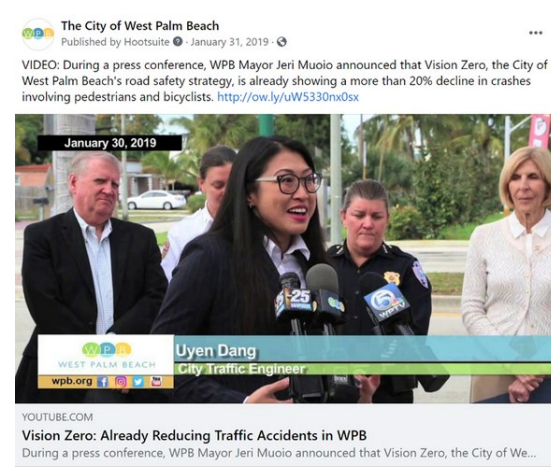 The City of West Palm Beach
Published by Hootsuite · January 31, 2019 ·
VIDEO: During a press conference, WPB Mayor Jeri Muoio announced that Vision Zero, the City of
West Palm Beach's road safety strategy, is already showing a more than 20% decline in crashes
involving pedestrians and bicyclists. http://ow.ly/uW5330nx0sx
January 30, 2019
25
5
WPTV
WPB
WEST PALM BEACH
wpb.org
Uyen Dang
City Traffic Engineer
YOUTUBE.COM
Vision Zero: Already Reducing Traffic Accidents in WPB
During a press conference, WPB Mayor Jeri Muoio announced that Vision Zero, the City of We...